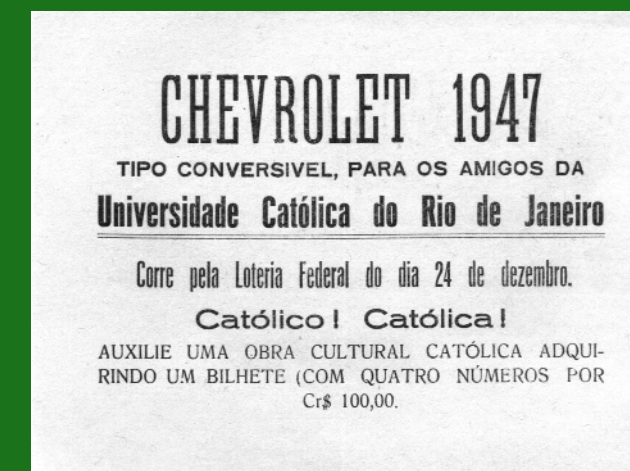 CHEVROLET 1947
TIPO CONVERSIVEL, PARA OS AMIGOS DA
Universidade Católica do Rio de Janeiro
Corre pela Loteria Federal do dia 24 de dezembro.
Católico! Católica!
AUXILIE UMA OBRA CULTURAL CATÓLICA ADQUI-
RINDO UM BILHETE (COM QUATRO NÚMEROS POR
Cr$ 100,00.